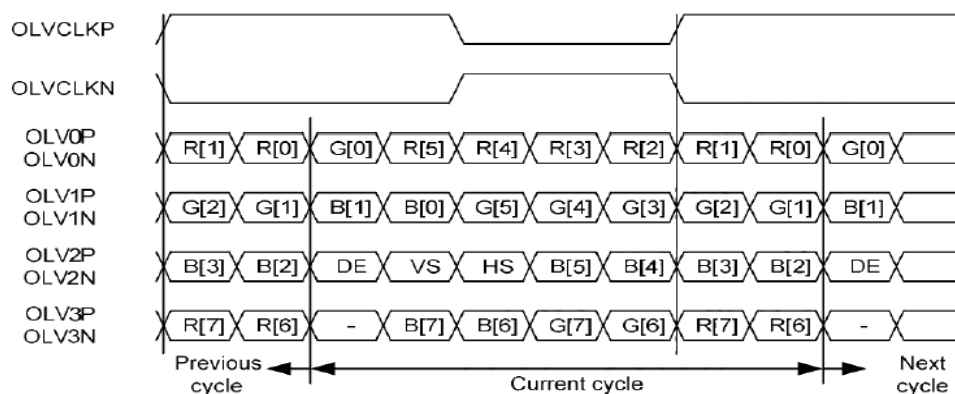 OLVCLKP
OLVCLKN
OLV0P
OLV0N
R[1] R[0] G[0] R[5] R[4] R[3] R[2] R[1] R[0] G[0]
OLV1P
OLV1N
G[2] G[1] B[1] B[0] G[5] G[4] G[3] G[2] G[1] B[1]
OLV2P
OLV2N
B[3] B[2] DE VS HS B[5] B[4] B[3] B[2] DE
OLV3P
OLV3N
R[7] R[6] - B[7] B[6] G[7] G[6] R[7] R[6] -
Previous
cycle
Current cycle
Next
cycle